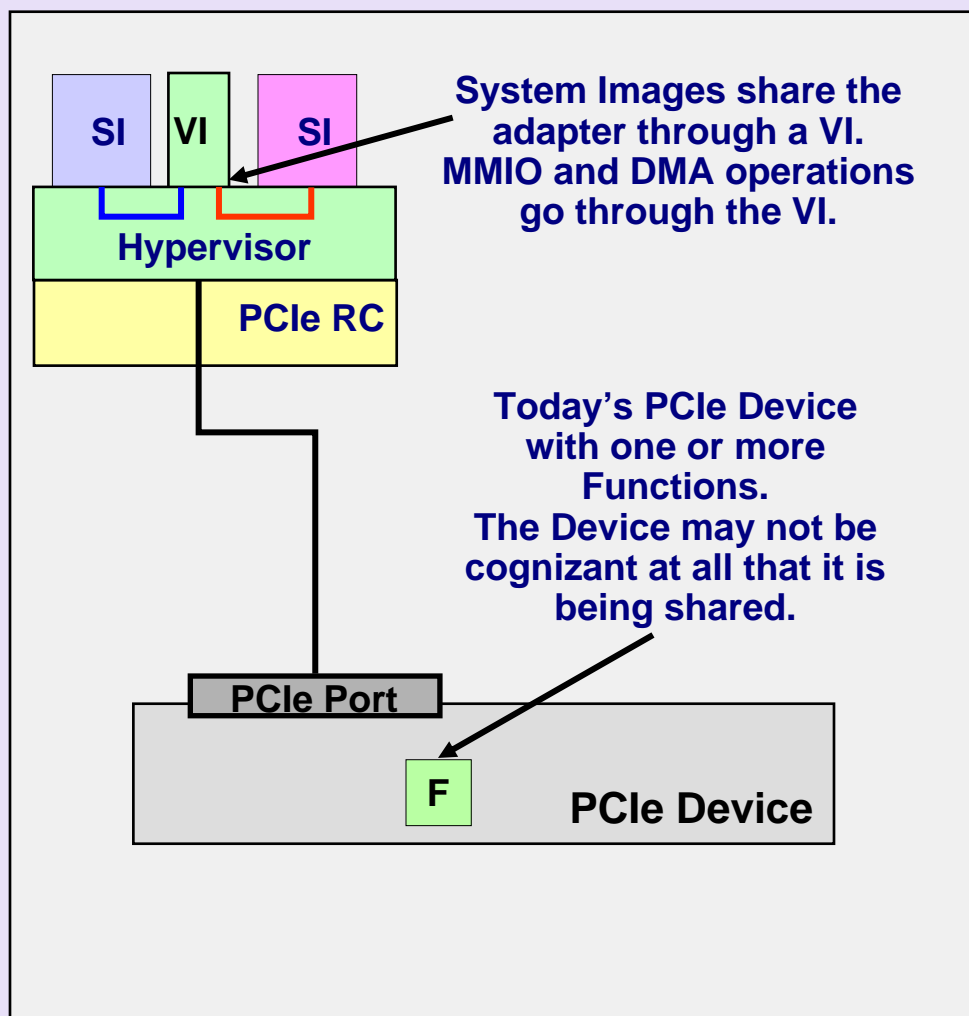 SI
VI
SI
System Images share the
adapter through a VI.
MMIO and DMA operations
go through the VI.
Hypervisor
PCIe RC
Today’s PCIe Device
with one or more
Functions.
The Device may not be
cognizant at all that it is
being shared.
PCIe Port
F
PCIe Device